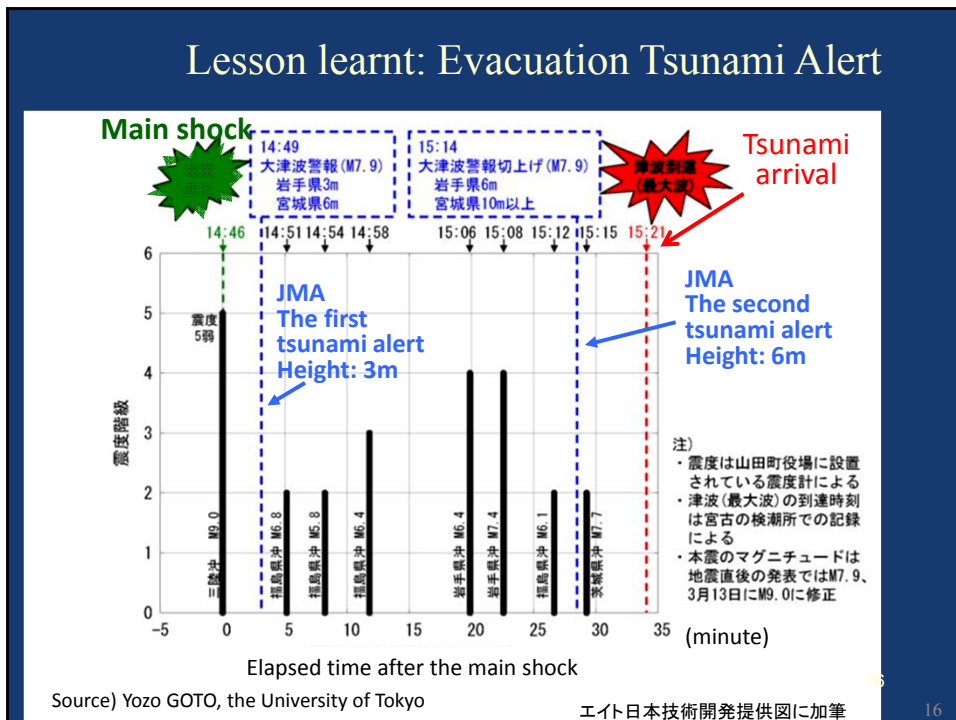 Lesson learnt: Evacuation Tsunami Alert
Main shock
14:49
大津波警報(M7.9)
岩手県3m
宮城県6m
15:14
大津波警報切上げ(M7.9)
岩手県6m
宮城県10m以上
津波到達
(最大波)
Tsunami
arrival
14:46
14:51
14:54
14:58
15:06
15:08
15:12
15:15
15:21
JMA
The first
tsunami alert
Height: 3m
JMA
The second
tsunami alert
Height: 6m
震度階級
6
5
4
3
2
1
0
震度
5弱
三陸沖 M9.0
福島県沖 M6.8
福島県沖 M5.8
福島県沖 M6.4
岩手県沖 M6.4
岩手県沖 M7.4
福島県沖 M6.1
茨城県沖 M7.7
注)
・震度は山田町役場に設置
されている震度計による
・津波(最大波)の到達時刻
は宮古の検潮所での記録
による
・本震のマグニチュードは
地震直後の発表ではM7.9、
3月13日にM9.0に修正
-5 0 5 10 15 20 25 30 35
(minute)
Elapsed time after the main shock
Source) Yozo GOTO, the University of Tokyo
エイト日本技術開発提供図に加筆
16
16